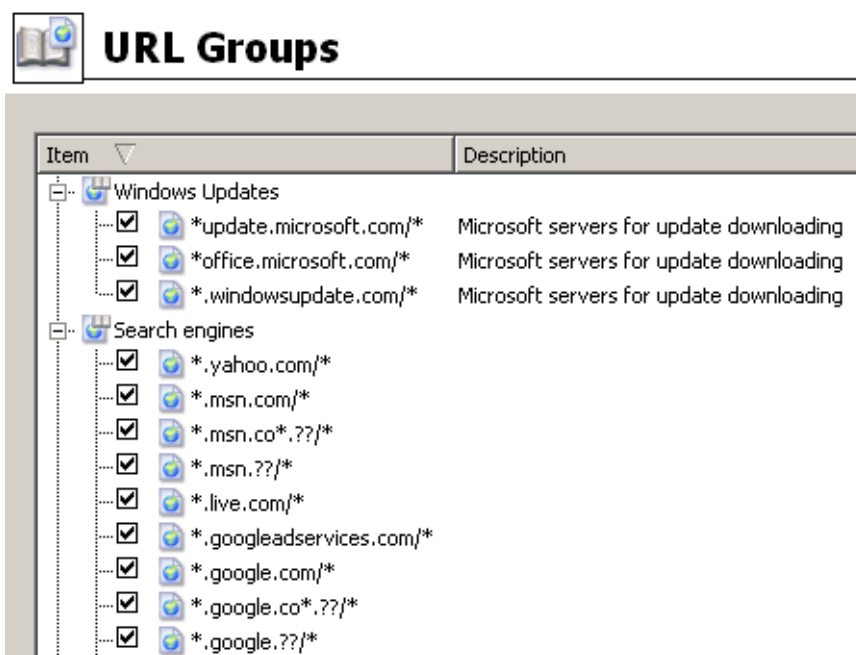 URL Groups
Item Description
Windows Updates
*update.microsoft.com/* Microsoft servers for update downloading
*office.microsoft.com/* Microsoft servers for update downloading
*.windowsupdate.com/* Microsoft servers for update downloading
Search engines
*.yahoo.com/*
*.msn.com/*
*.msn.co*.??/*
*.msn.??/*
*.live.com/*
*.googleadservices.com/*
*.google.com/*
*.google.co*.??/*
*.google.??/*